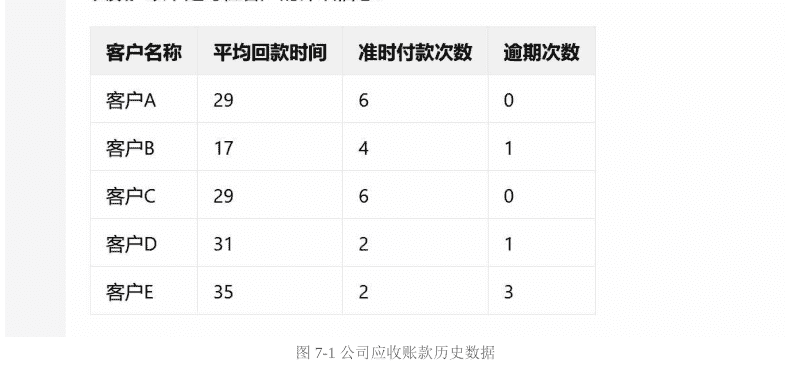 客户名称 平均回款时间 准时付款次数 逾期次数
客户A 29 6 0
客户B 17 4 1
客户C 29 6 0
客户D 31 2 1
客户E 35 2 3
图 7-1 公司应收账款历史数据